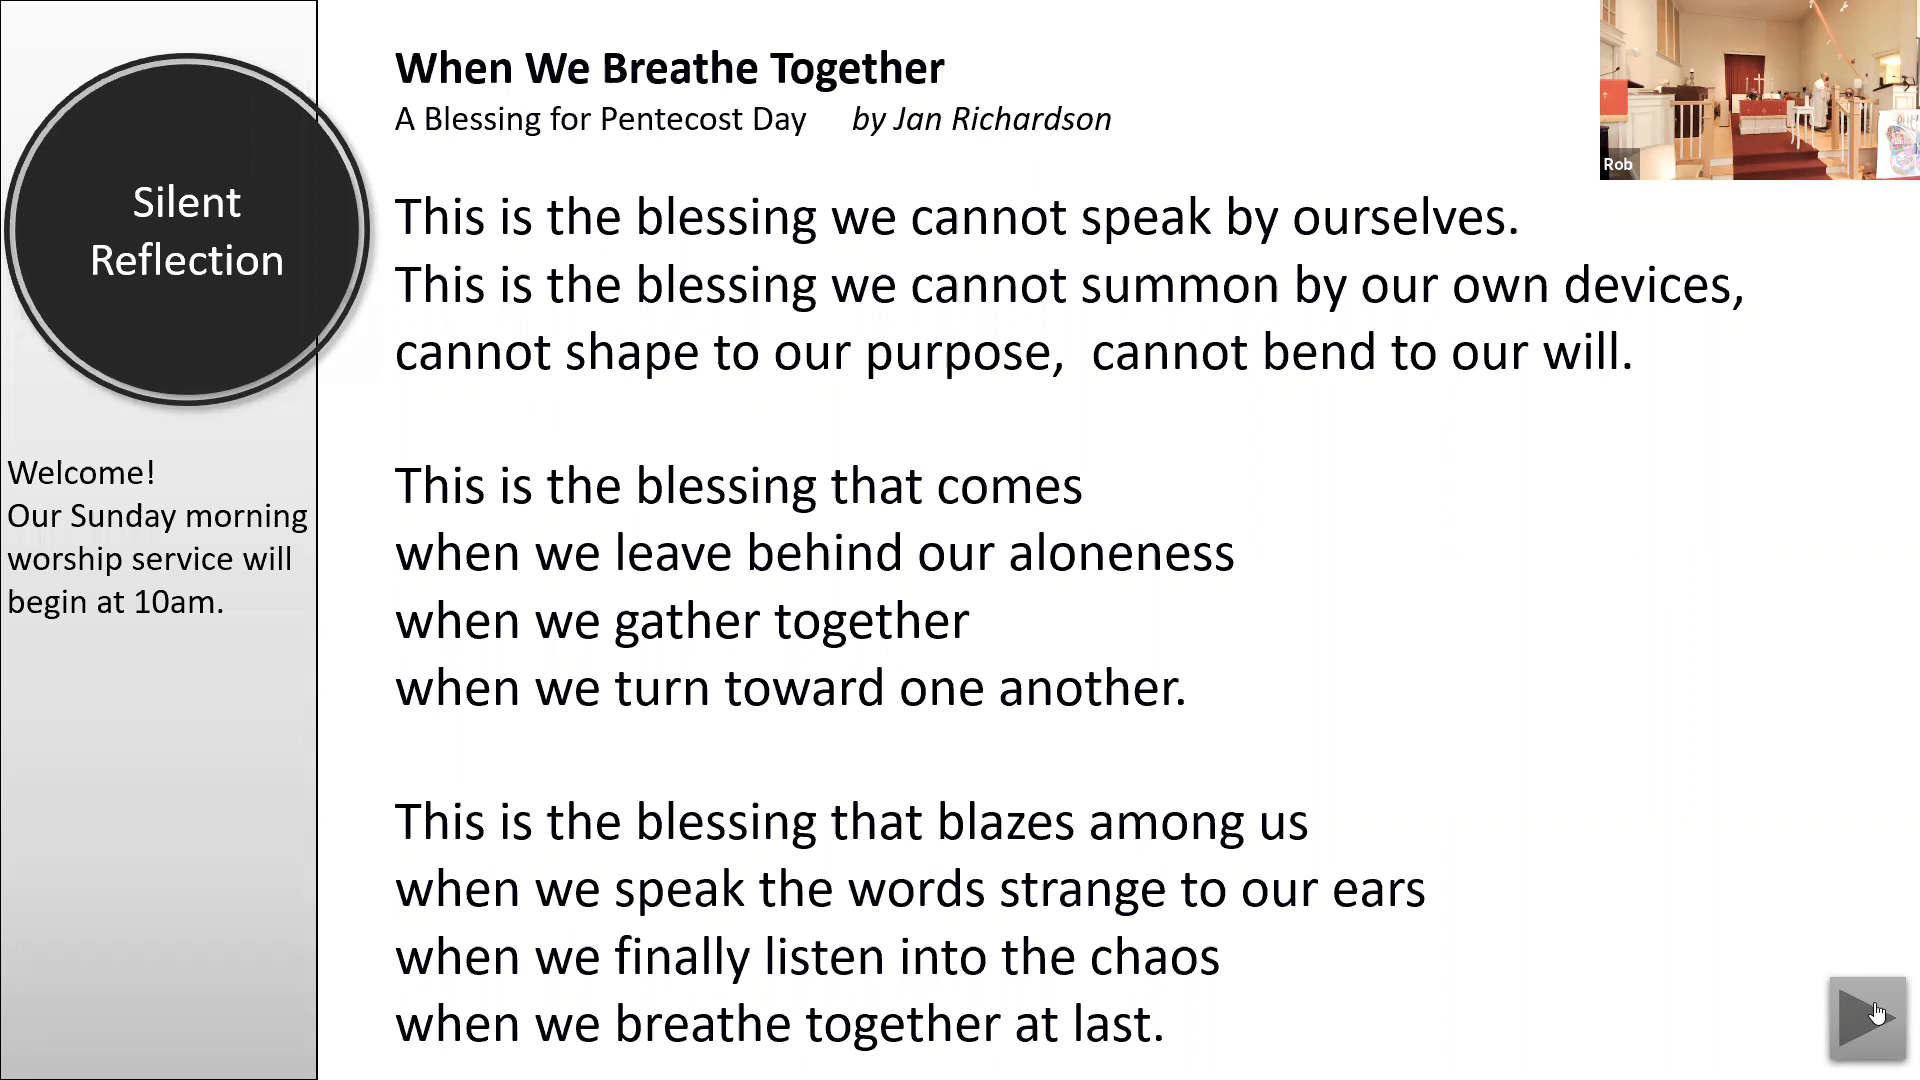 Silent
Reflection
Welcome!
Our Sunday morning
worship service will
begin at 10am.
When We Breathe Together
A Blessing for Pentecost Day by Jan Richardson
This is the blessing we cannot speak by ourselves.
This is the blessing we cannot summon by our own devices,
cannot shape to our purpose, cannot bend to our will.
This is the blessing that comes
when we leave behind our aloneness
when we gather together
when we turn toward one another.
This is the blessing that blazes among us
when we speak the words strange to our ears
when we finally listen into the chaos
when we breathe together at last.
Rob